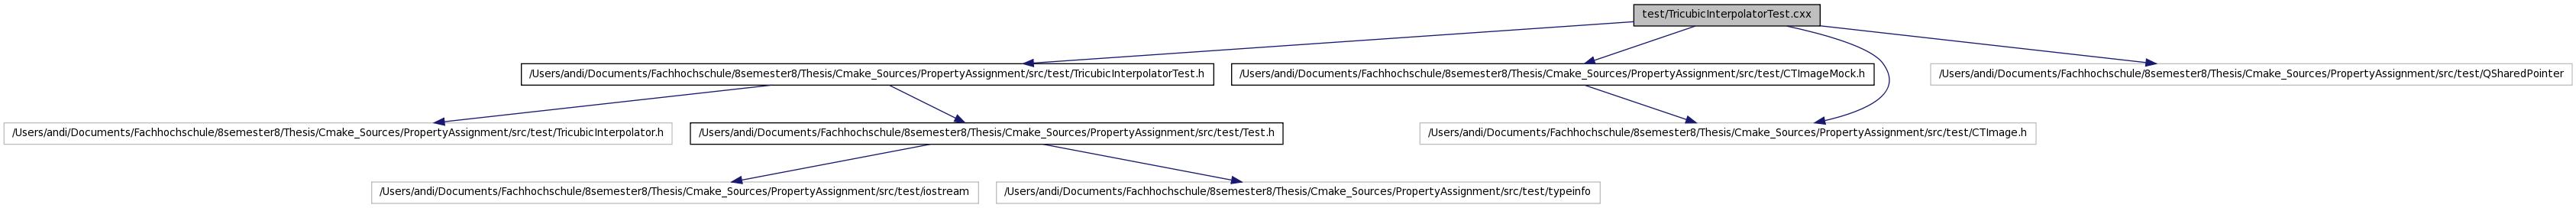 test/TricubicInterpolatorTest.cxx
/Users/andi/Documents/Fachhochschule/8semester8/Thesis/Cmake_Sources/PropertyAssignment/src/test/TricubicInterpolatorTest.h
/Users/andi/Documents/Fachhochschule/8semester8/Thesis/Cmake_Sources/PropertyAssignment/src/test/CTImageMock.h
/Users/andi/Documents/Fachhochschule/8semester8/Thesis/Cmake_Sources/PropertyAssignment/src/test/QSharedPointer
/Users/andi/Documents/Fachhochschule/8semester8/Thesis/Cmake_Sources/PropertyAssignment/src/test/TricubicInterpolator.h
/Users/andi/Documents/Fachhochschule/8semester8/Thesis/Cmake_Sources/PropertyAssignment/src/test/Test.h
/Users/andi/Documents/Fachhochschule/8semester8/Thesis/Cmake_Sources/PropertyAssignment/src/test/CTImage.h
/Users/andi/Documents/Fachhochschule/8semester8/Thesis/Cmake_Sources/PropertyAssignment/src/test/iostream
/Users/andi/Documents/Fachhochschule/8semester8/Thesis/Cmake_Sources/PropertyAssignment/src/test/typeinfo